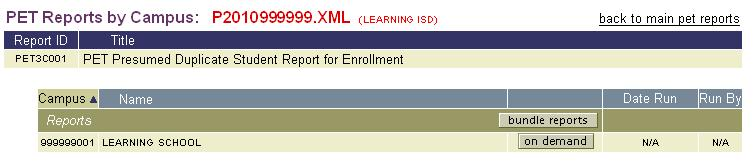 PET Reports by Campus: P2010999999.XML (LEARNING ISD) back to main pet reports
Report ID Title
PET3C001 PET Presumed Duplicate Student Report for Enrollment
Campus ▲ Name Date Run Run By
Reports bundle reports
999999001 LEARNING SCHOOL on demand N/A N/A